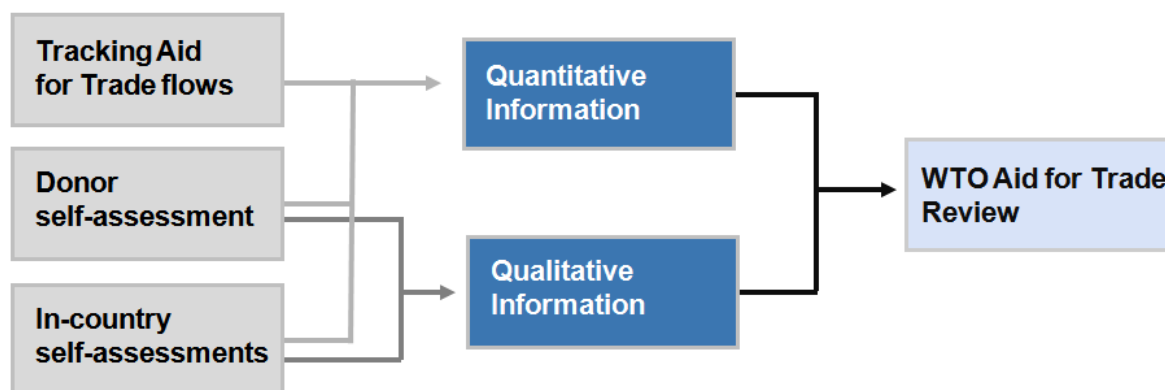 Tracking Aid
for Trade flows
Donor
self-assessment
In-country
self-assessments
Quantitative
Information
Qualitative
Information
WTO Aid for Trade
Review